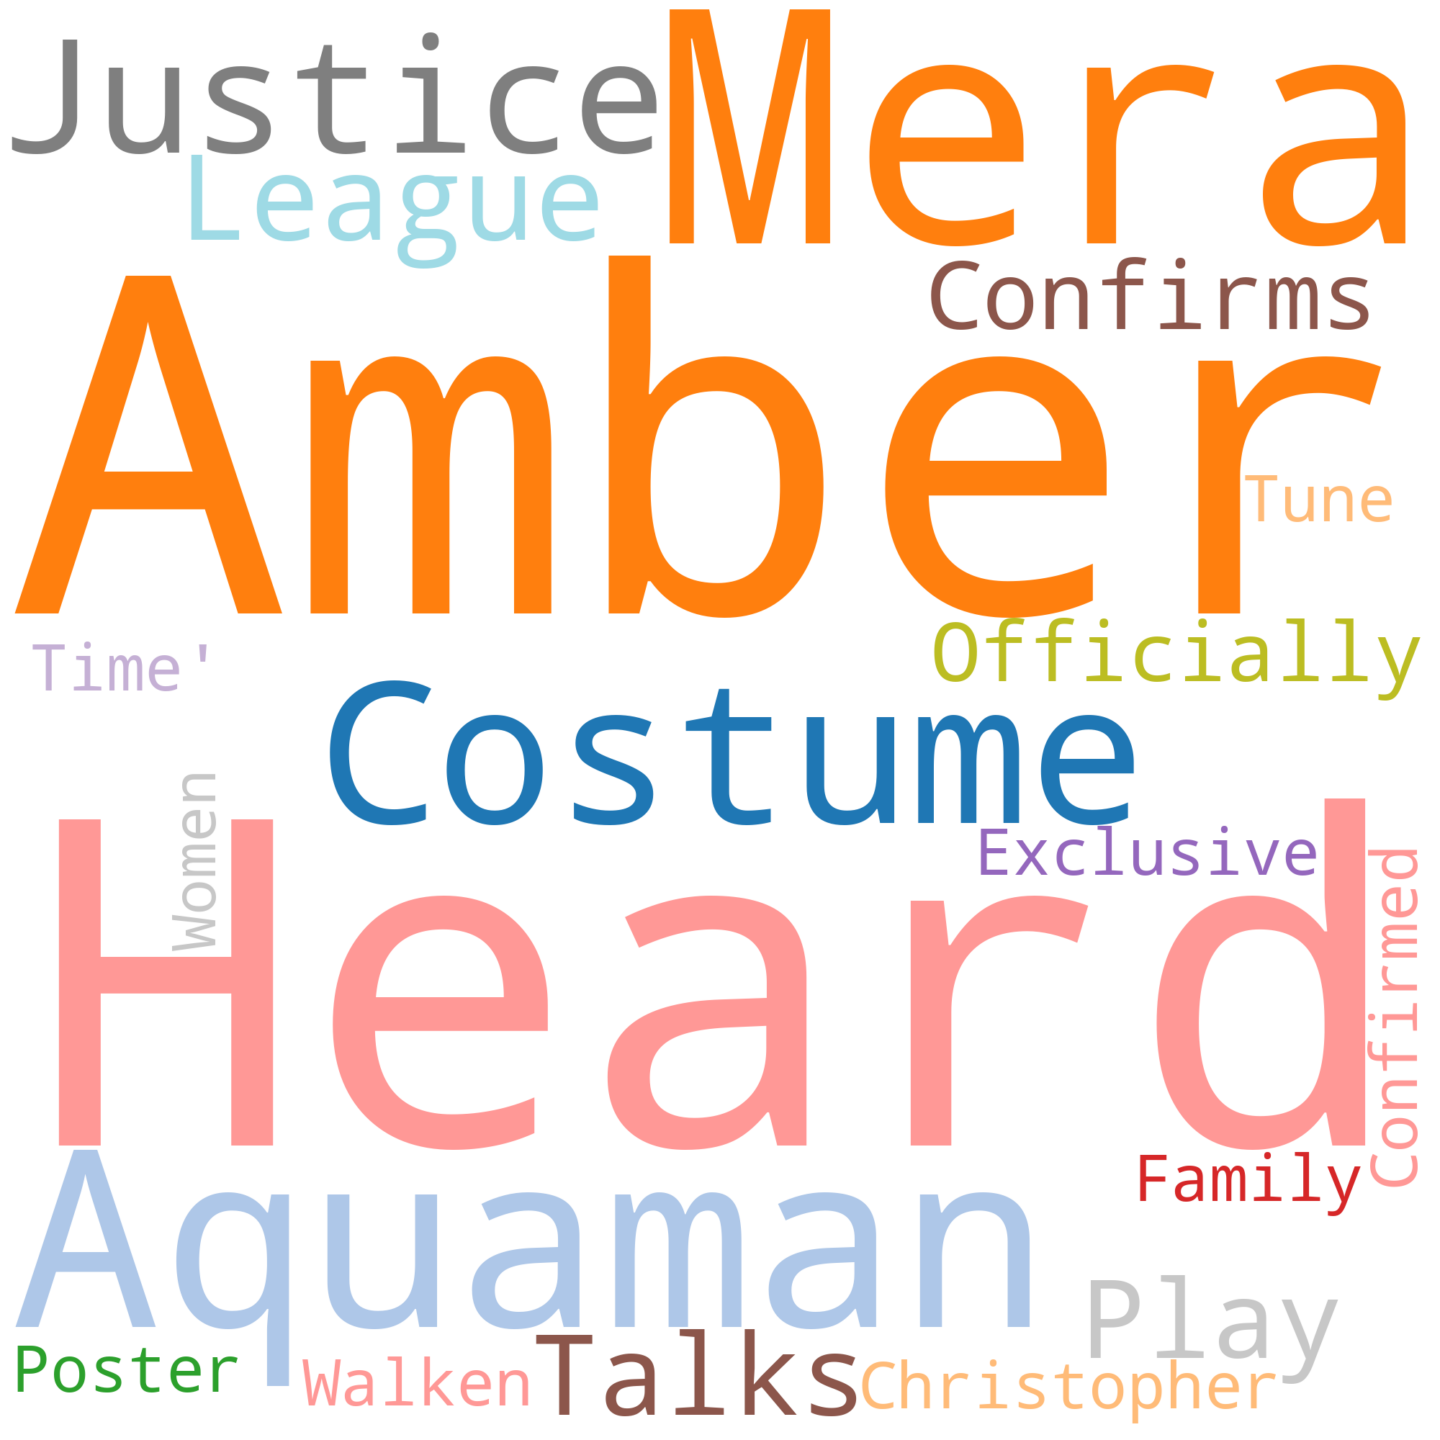 Justice
Mera
League
Confirms
Amber
Tune
Officially
Time'
Costume
Women
Exclusive
Heard
Confirmed
Family
Aquaman
Play
Poster
Walken
Talks
Christopher